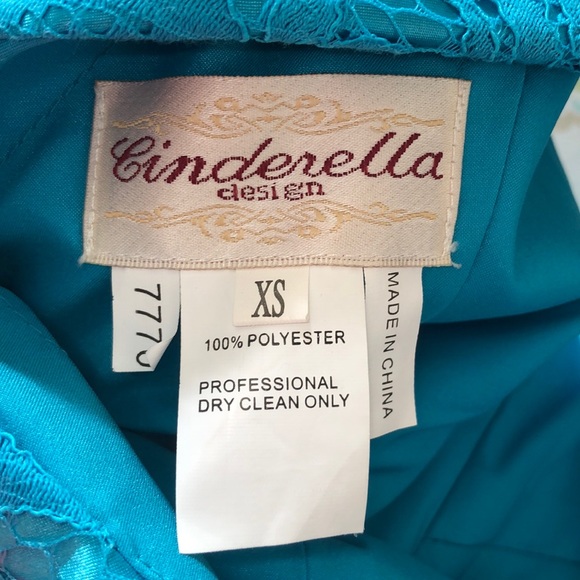 Cinderella
design
XS
100% POLYESTER
PROFESSIONAL
DRY CLEAN ONLY
MADE IN CHINA